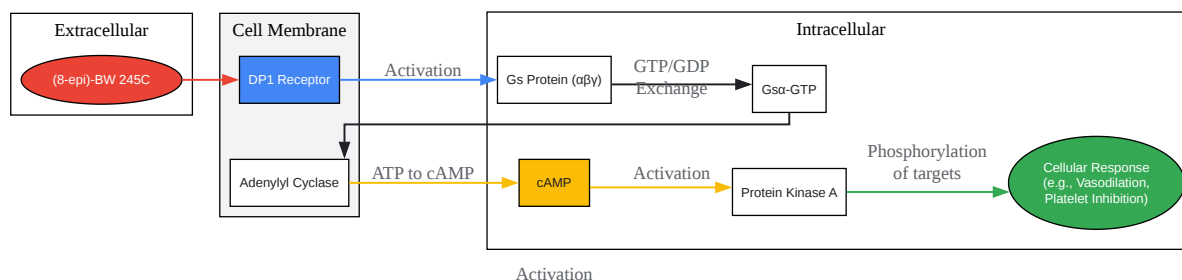 Extracellular
Cell Membrane
Intracellular
(8-epi)-BW 245C
DP1 Receptor
Activation
Gs Protein (αβγ)
GTP/GDP
Exchange
Gsα-GTP
Adenylyl Cyclase
ATP to cAMP
cAMP
Activation
Protein Kinase A
Phosphorylation
of targets
Cellular Response
(e.g., Vasodilation,
Platelet Inhibition)
Activation